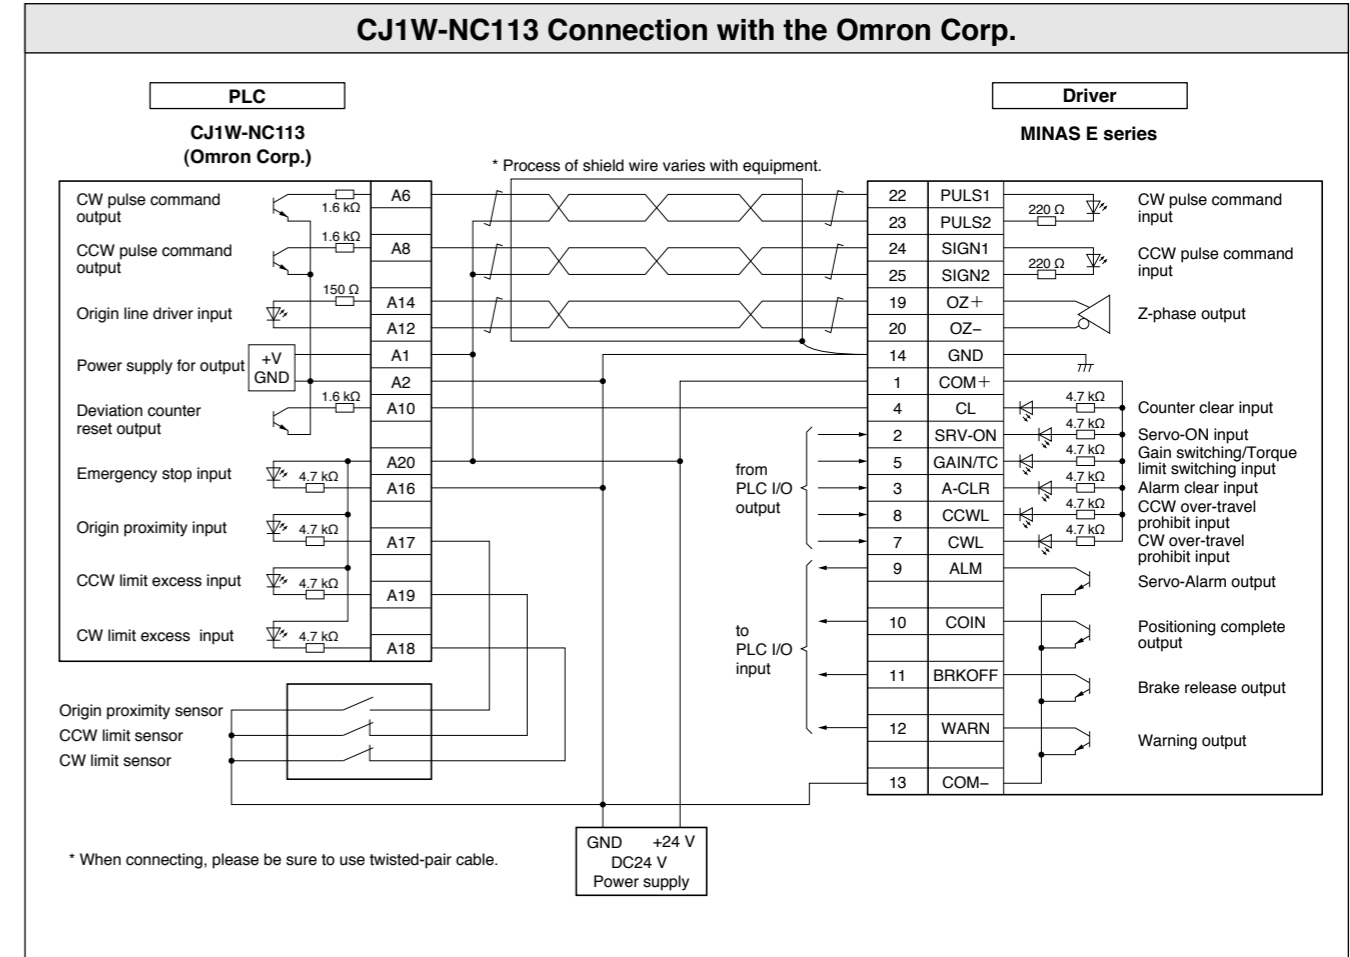 CJ1W-NC113 Connection with the Omron Corp.
PLC
Driver
CJ1W-NC113
(Omron Corp.)
MINAS E series
* Process of shield wire varies with equipment.
CW pulse command
output
1.6 kΩ
A6
CCW pulse command
output
1.6 kΩ
A8
Origin line driver input
150 Ω
A14
A12
Power supply for output
+V
GND
A1
A2
Deviation counter
reset output
1.6 kΩ
A10
Emergency stop input
4.7 kΩ
A20
A16
Origin proximity input
4.7 kΩ
A17
CCW limit excess input
4.7 kΩ
A19
CW limit excess input
4.7 kΩ
A18
Origin proximity sensor
CCW limit sensor
CW limit sensor
22 PULS1
23 PULS2
220 Ω
CW pulse command
input
24 SIGN1
25 SIGN2
220 Ω
CCW pulse command
input
19 OZ+
20 OZ−
Z-phase output
14 GND
1 COM+
4 CL
4.7 kΩ
Counter clear input
2 SRV-ON
4.7 kΩ
Servo-ON input
5 GAIN/TC
4.7 kΩ
Gain switching/Torque
limit switching input
3 A-CLR
4.7 kΩ
Alarm clear input
8 CCWL
4.7 kΩ
CCW over-travel
prohibit input
7 CWL
4.7 kΩ
CW over-travel
prohibit input
9 ALM
Servo-Alarm output
10 COIN
Positioning complete
output
11 BRKOFF
Brake release output
12 WARN
Warning output
13 COM−
from
PLC I/O
output
to
PLC I/O
input
GND +24 V
DC24 V
Power supply
* When connecting, please be sure to use twisted-pair cable.